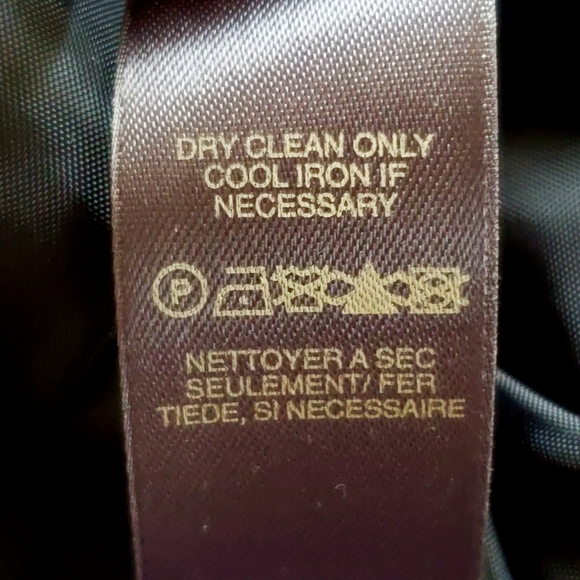 DRY CLEAN ONLY
COOL IRON IF
NECESSARY
P
NETTOYER A SEC
SEULEMENT/ FER
TIEDE, SI NECESSAIRE